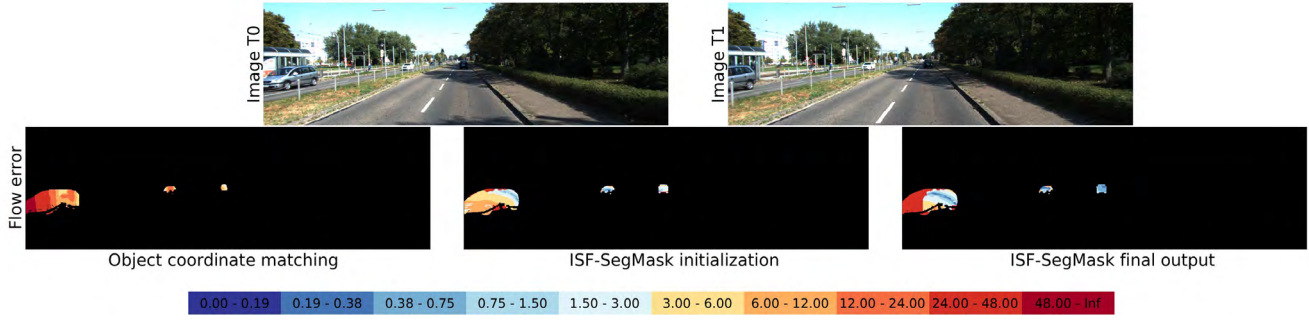 Image T0
Image T1
Flow error
Object coordinate matching
ISF-SegMask initialization
ISF-SegMask final output
0.00 - 0.19
0.19 - 0.38
0.38 - 0.75
0.75 - 1.50
1.50 - 3.00
3.00 - 6.00
6.00 - 12.00
12.00 - 24.00
24.00 - 48.00
48.00 - Inf